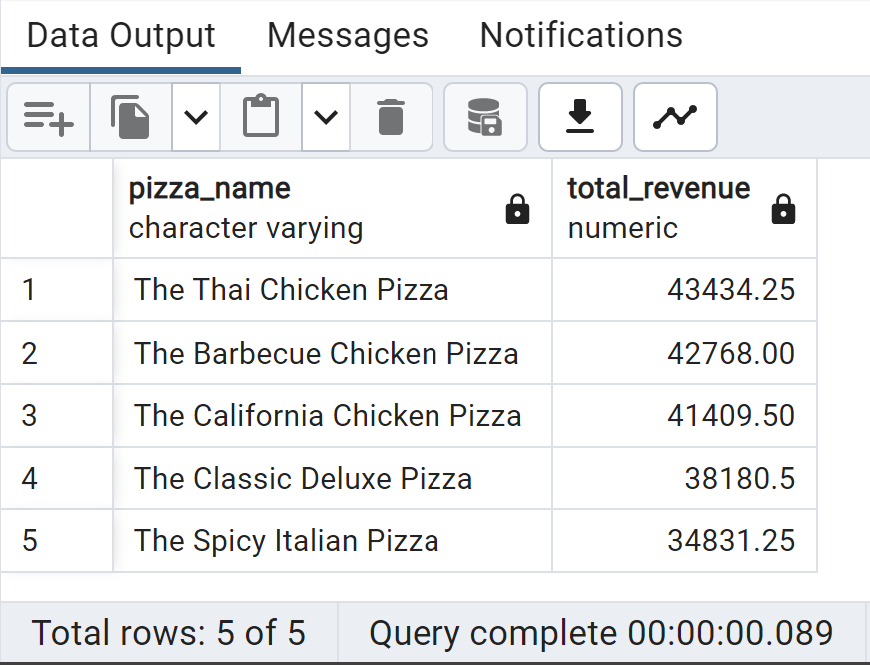 Data Output Messages Notifications
pizza_name total_revenue
character varying numeric
1 The Thai Chicken Pizza 43434.25
2 The Barbecue Chicken Pizza 42768.00
3 The California Chicken Pizza 41409.50
4 The Classic Deluxe Pizza 38180.5
5 The Spicy Italian Pizza 34831.25
Total rows: 5 of 5 Query complete 00:00:00.089